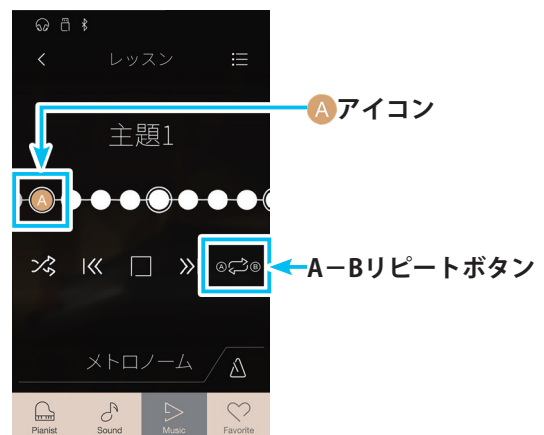 レッスン
Aアイコン
主題1
A
A B
A−Bリピートボタン
メトロノーム
Pianist Sound Music Favorite